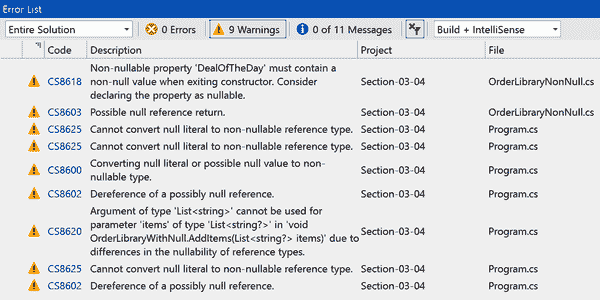 Error List
Entire Solution 0 Errors 9 Warnings 0 of 11 Messages Build + IntelliSense
Code Description Project File
CS8618 Non-nullable property 'DealOfTheDay' must contain a non-null value when exiting constructor. Consider declaring the property as nullable. Section-03-04 OrderLibraryNonNull.cs
CS8603 Possible null reference return. Section-03-04 OrderLibraryNonNull.cs
CS8625 Cannot convert null literal to non-nullable reference type. Section-03-04 Program.cs
CS8625 Cannot convert null literal to non-nullable reference type. Section-03-04 Program.cs
CS8600 Converting null literal or possible null value to non-nullable type. Section-03-04 Program.cs
CS8602 Dereference of a possibly null reference. Section-03-04 Program.cs
CS8620 Argument of type 'List<string>' cannot be used for parameter 'items' of type 'List<string?>' in 'void OrderLibraryWithNull.AddItems(List<string?> items)' due to differences in the nullability of reference types. Section-03-04 Program.cs
CS8625 Cannot convert null literal to non-nullable reference type. Section-03-04 Program.cs
CS8602 Dereference of a possibly null reference. Section-03-04 Program.cs